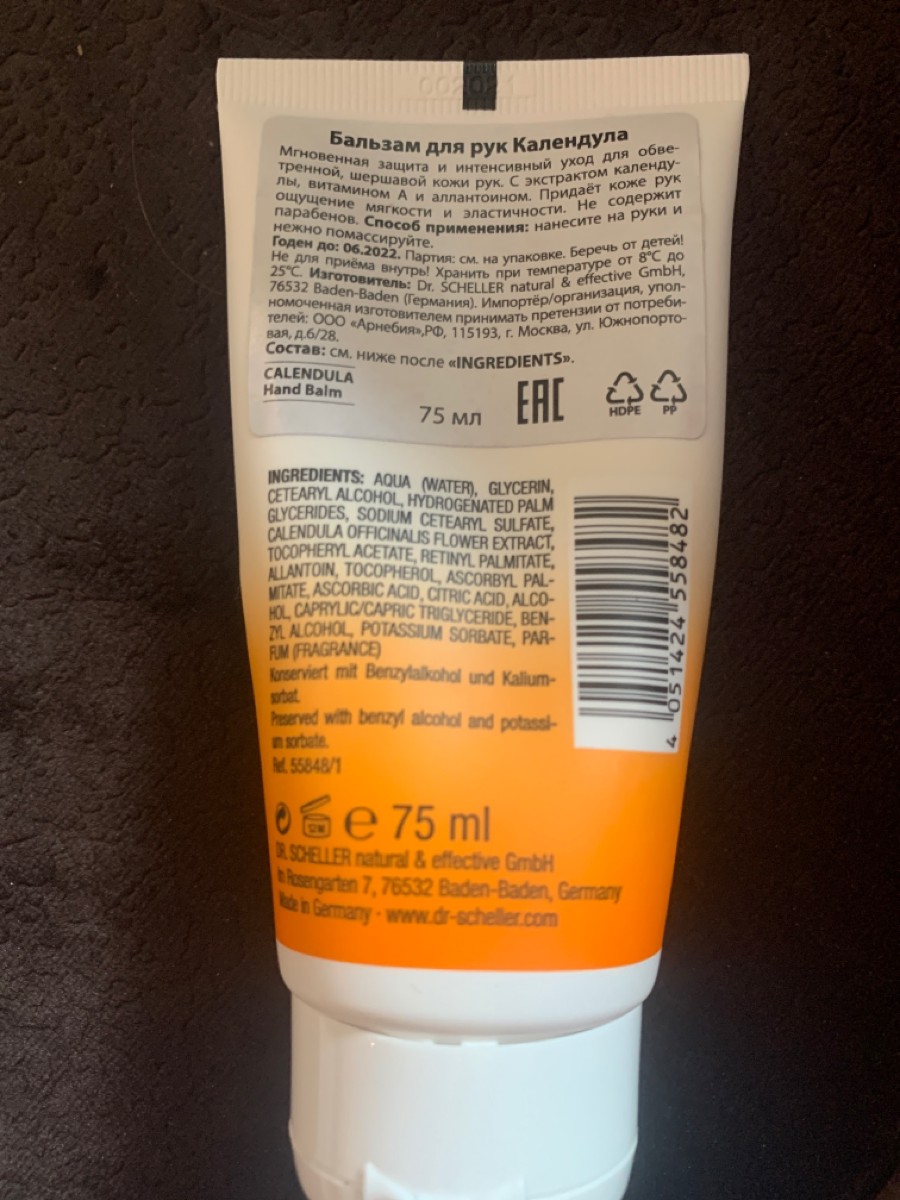 Бальзам для рук Календула
Мгновенная защита и интенсивный уход для обве-
тренной, шершавой кожи рук. С экстрактом календу-
лы, витамином А и аллантоином. Придаёт коже рук
ощущение мягкости и эластичности. Не содержит
парабенов. Способ применения: нанесите на руки и
нежно помассируйте.
Годен до: 06.2022. Партия: см. на упаковке. Беречь от детей!
Не для приёма внутрь! Хранить при температуре от 8°С до
25°С. Изготовитель: Dr. SCHELLER natural & effective GmbH,
76532 Baden-Baden (Германия). Импортёр/организация, упол-
номоченная изготовителем принимать претензии от потреби-
телей: ООО «Арнебия»,РФ, 115193, г. Москва, ул. Южнопорто-
вая, д.6/28.
Состав: см. ниже после «INGREDIENTS».
CALENDULA
Hand Balm
75 мл
EAC
HDPE
PP
INGREDIENTS: AQUA (WATER), GLYCERIN,
CETEARYL ALCOHOL, HYDROGENATED PALM
GLYCERIDES, SODIUM CETEARYL SULFATE,
CALENDULA OFFICINALIS FLOWER EXTRACT,
TOCOPHERYL ACETATE, RETINYL PALMITATE,
ALLANTOIN, TOCOPHEROL, ASCORBYL PAL-
MITATE, ASCORBIC ACID, CITRIC ACID, ALCO-
HOL, CAPRYLIC/CAPRIC TRIGLYCERIDE, BEN-
ZYL ALCOHOL, POTASSIUM SORBATE, PAR-
FUM (FRAGRANCE)
Konserviert mit Benzylalkohol und Kalium-
sorbat.
Preserved with benzyl alcohol and potassi-
um sorbate.
Ref. 55848/1
4 051424 558482
12M
e 75 ml
DR. SCHELLER natural & effective GmbH
In Rosengarten 7, 76532 Baden-Baden, Germany
Made in Germany · www.dr-scheller.com